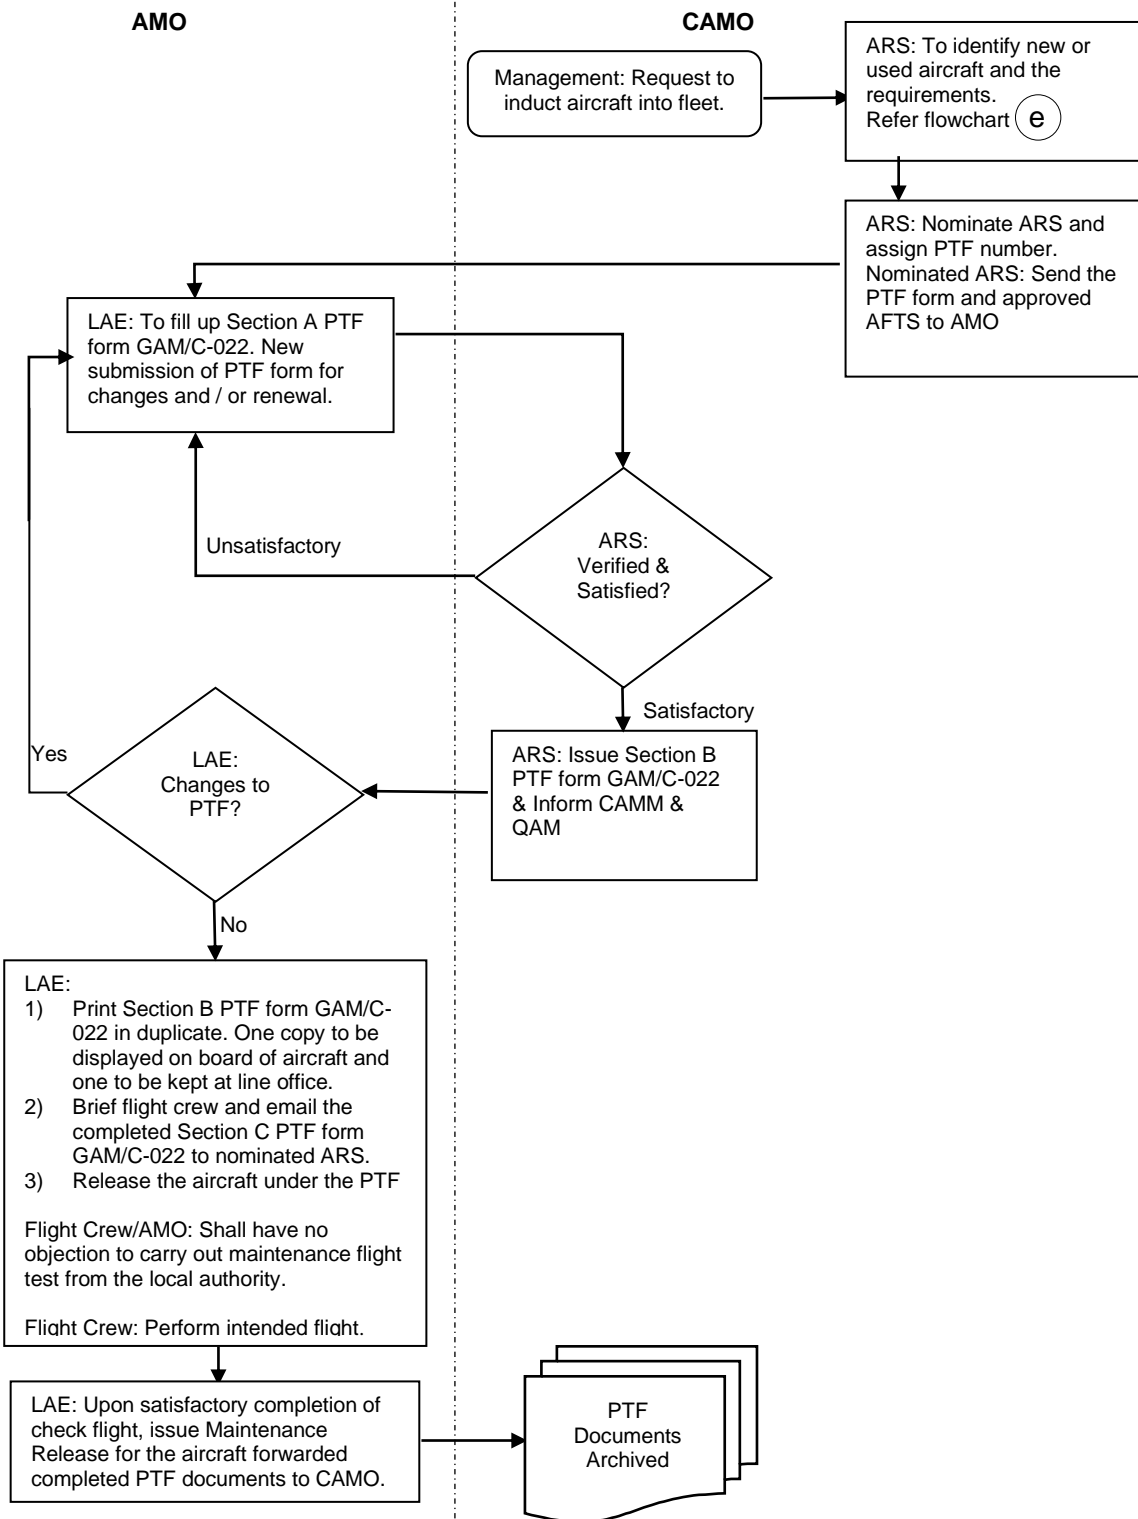 AMO
CAMO
Management: Request to
induct aircraft into fleet.
ARS: To identify new or
used aircraft and the
requirements.
Refer flowchart e
ARS: Nominate ARS and
assign PTF number.
Nominated ARS: Send the
PTF form and approved
AFTS to AMO
LAE: To fill up Section A PTF
form GAM/C-022. New
submission of PTF form for
changes and / or renewal.
Unsatisfactory
ARS:
Verified &
Satisfied?
Satisfactory
ARS: Issue Section B
PTF form GAM/C-022
& Inform CAMM &
QAM
Yes
LAE:
Changes to
PTF?
No
LAE:
1) Print Section B PTF form GAM/C-
022 in duplicate. One copy to be
displayed on board of aircraft and
one to be kept at line office.
2) Brief flight crew and email the
completed Section C PTF form
GAM/C-022 to nominated ARS.
3) Release the aircraft under the PTF
Flight Crew/AMO: Shall have no
objection to carry out maintenance flight
test from the local authority.
Flight Crew: Perform intended flight.
LAE: Upon satisfactory completion of
check flight, issue Maintenance
Release for the aircraft forwarded
completed PTF documents to CAMO.
PTF
Documents
Archived